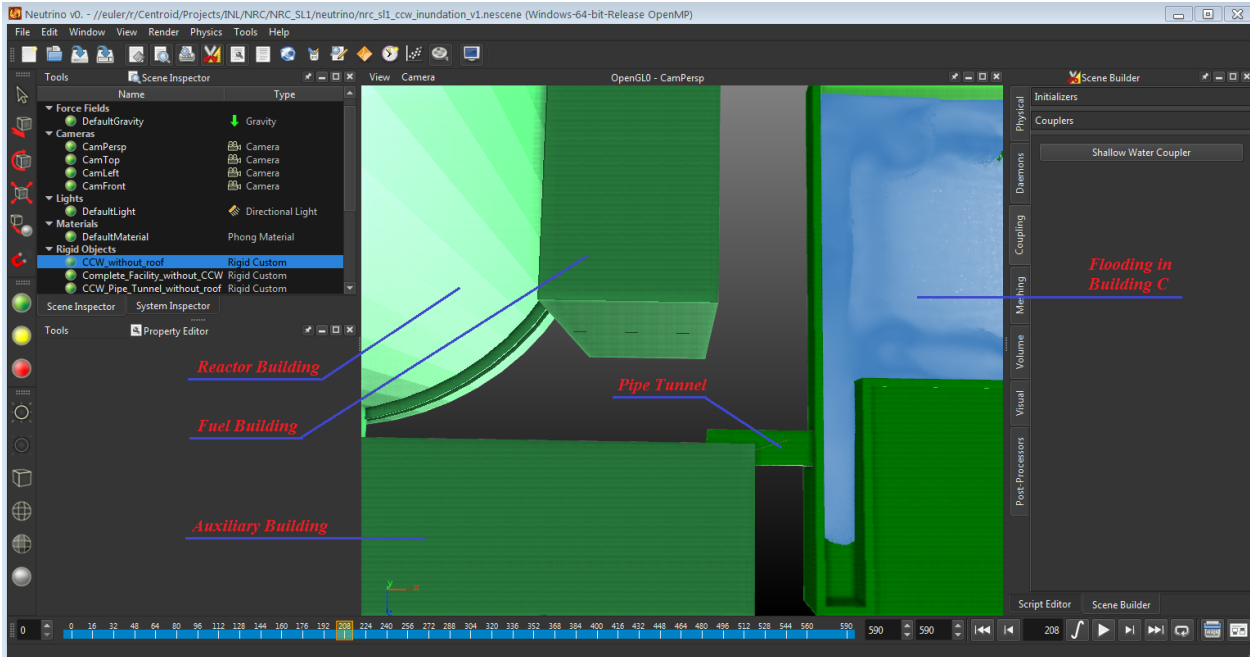 Neutrino v0. - //euler/r/Centroid/Projects/INL/NRC/NRC_SL1/neutrino/nrc_sl1_ccw_inundation_v1.nescene (Windows-64-bit-Release OpenMP)
File Edit Window View Render Physics Tools Help
Tools Scene Inspector
Name Type
Force Fields
DefaultGravity Gravity
Cameras
CamPersp Camera
CamTop Camera
CamLeft Camera
CamFront Camera
Lights
DefaultLight Directional Light
Materials
DefaultMaterial Phong Material
Rigid Objects
CCW_without_roof Rigid Custom
Complete_Facility_without_CCW Rigid Custom
CCW_Pipe_Tunnel_without_roof Rigid Custom
Scene Inspector System Inspector
Tools Property Editor
View Camera OpenGL0 - CamPersp
Reactor Building
Fuel Building
Auxiliary Building
Pipe Tunnel
Flooding in
Building C
y x
Scene Builder
Initializers
Couplers
Shallow Water Coupler
Physical
Daemons
Coupling
Meshing
Volume
Visual
Post-Processors
Script Editor Scene Builder
0 0 16 32 48 64 80 96 112 128 144 160 176 192 208 224 240 256 272 288 304 320 336 352 368 384 400 416 432 448 464 480 496 512 528 544 560 590 590 590 208